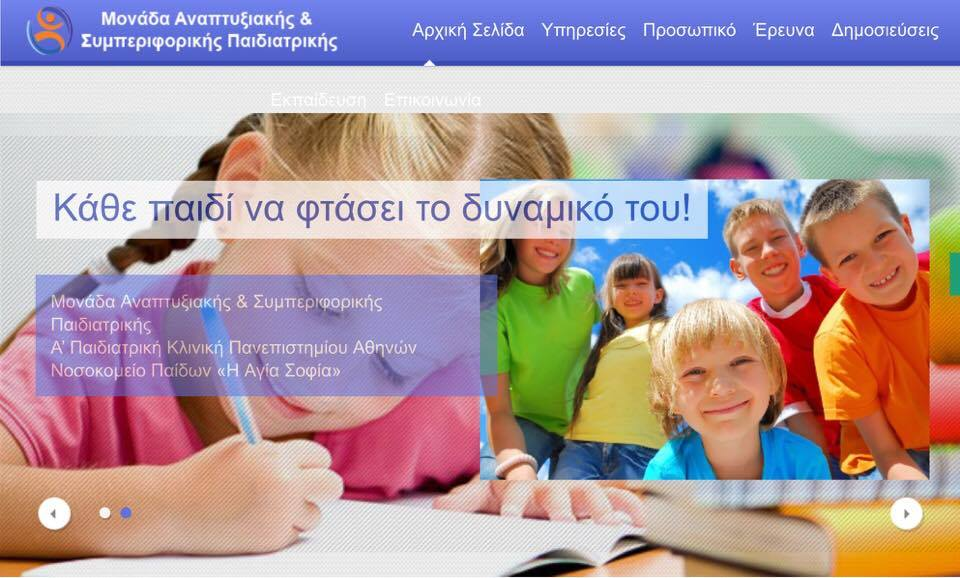 Μονάδα Αναπτυξιακής &
Συμπεριφορικής Παιδιατρικής
Αρχική Σελίδα Υπηρεσίες Προσωπικό Έρευνα Δημοσιεύσεις
Εκπαίδευση Επικοινωνία
Κάθε παιδί να φτάσει το δυναμικό του!
Μονάδα Αναπτυξιακής & Συμπεριφορικής
Παιδιατρικής
Α' Παιδιατρική Κλινική Πανεπιστημίου Αθηνών
Νοσοκομείο Παίδων «Η Αγία Σοφία»